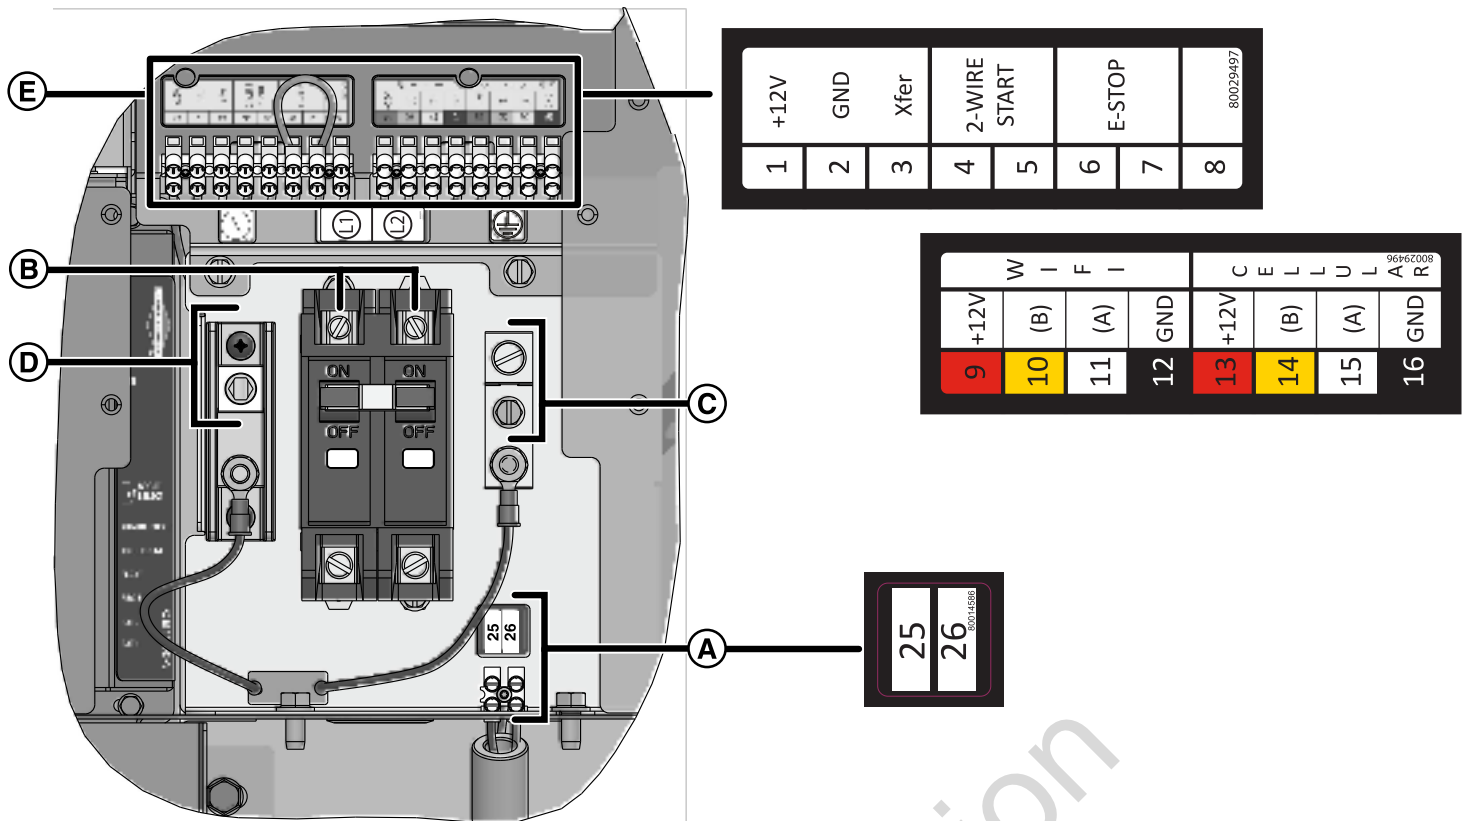 E
B
D
C
A
L1 L2
ON ON
OFF OFF
25
26
+12V
GND
Xfer
2-WIRE
START
E-STOP
80029497
1 2 3 4 5 6 7 8
WIFI
CELLULAR
80029496
+12V
(B)
(A)
GND
+12V
(B)
(A)
GND
9 10 11 12 13 14 15 16
25
26
80014586
ion